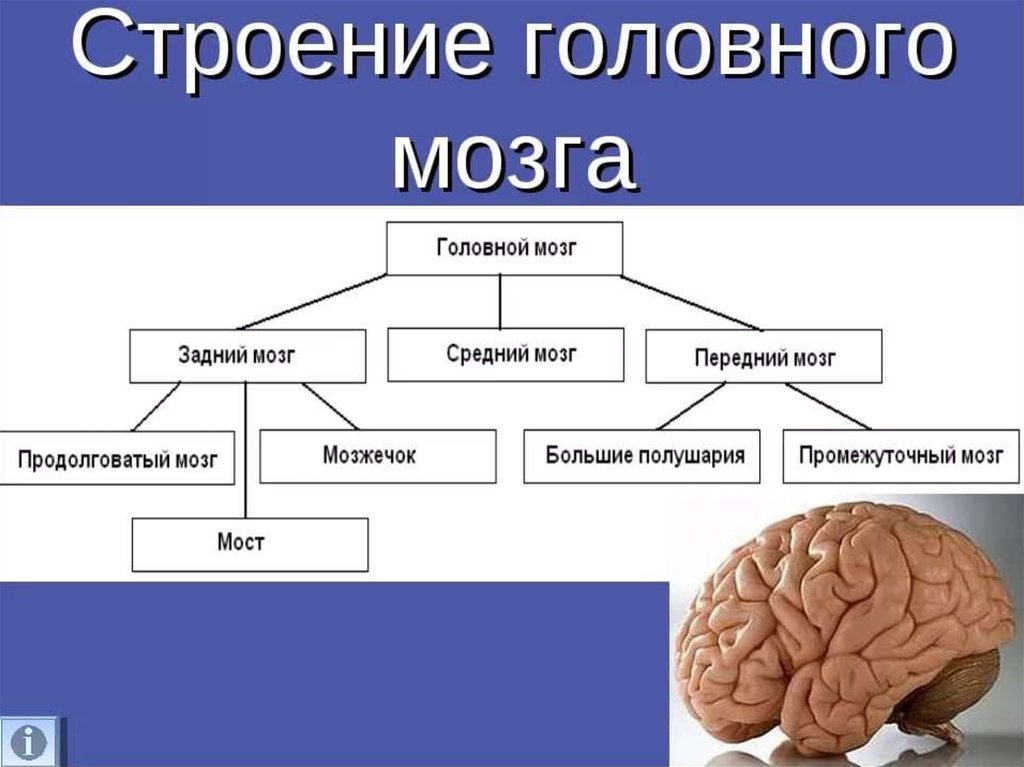 Строение головного
мозга
Головной мозг
Задний мозг
Средний мозг
Передний мозг
Продолговатый мозг
Мозжечок
Большие полушария
Промежуточный мозг
Мост
i